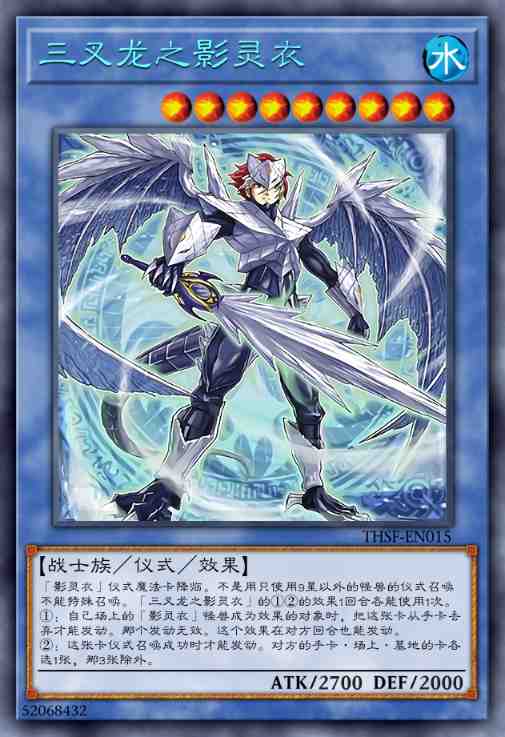 三叉龙之影灵衣
水
THSF-EN015
【战士族／仪式／效果】
「影灵衣」仪式魔法卡降临。不是用只使用9星以外的怪兽的仪式召唤
不能特殊召唤。「三叉龙之影灵衣」的①②的效果1回合各能使用1次。
①：自己场上的「影灵衣」怪兽成为效果的对象时，把这张卡从手卡丢
弃才能发动。那个发动无效。这个效果在对方回合也能发动。
②：这张卡仪式召唤成功时才能发动。对方的手卡·场上·墓地的卡各
选1张，那3张除外。
ATK/2700 DEF/2000
52068432